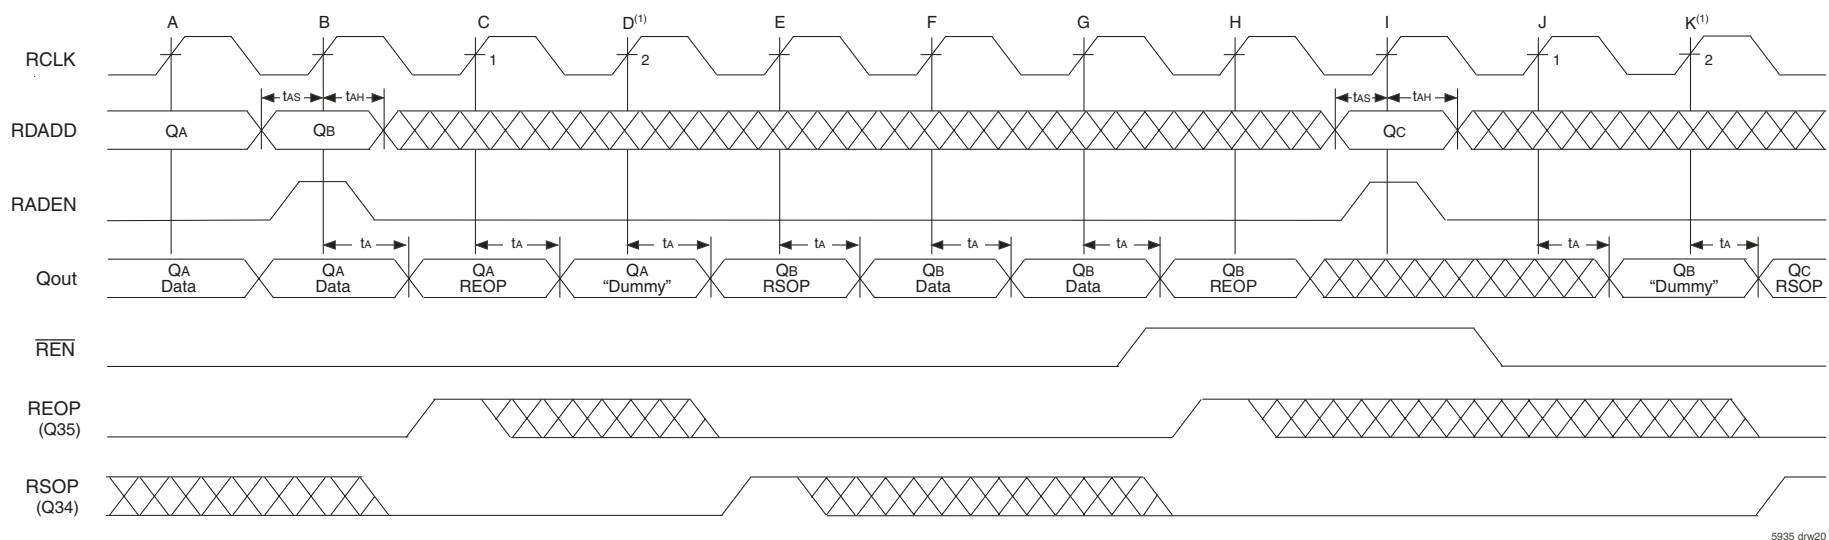 A B C D(1) E F G H I J K(1)
RCLK 1 2 1 2
tAS tAH tAS tAH
RDADD QA QB QC
RADEN
tA tA tA tA tA tA tA tA
Qout QA Data QA Data QA REOP QA “Dummy” QB RSOP QB Data QB Data QB REOP QB “Dummy” QC RSOP
REN
REOP
(Q35)
RSOP
(Q34)
5935 drw20